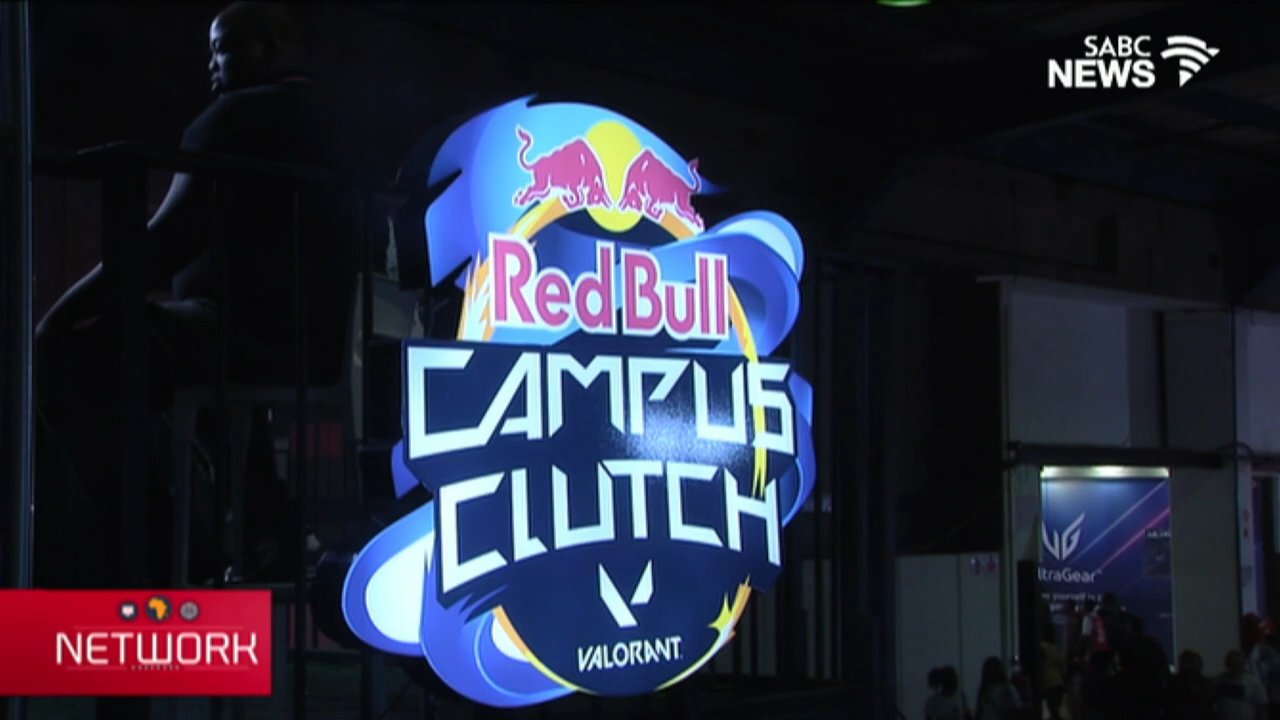 SABC
NEWS
Red Bull
CAMPUS
CLUTCH
VALORANT
UltraGear
NETWORK